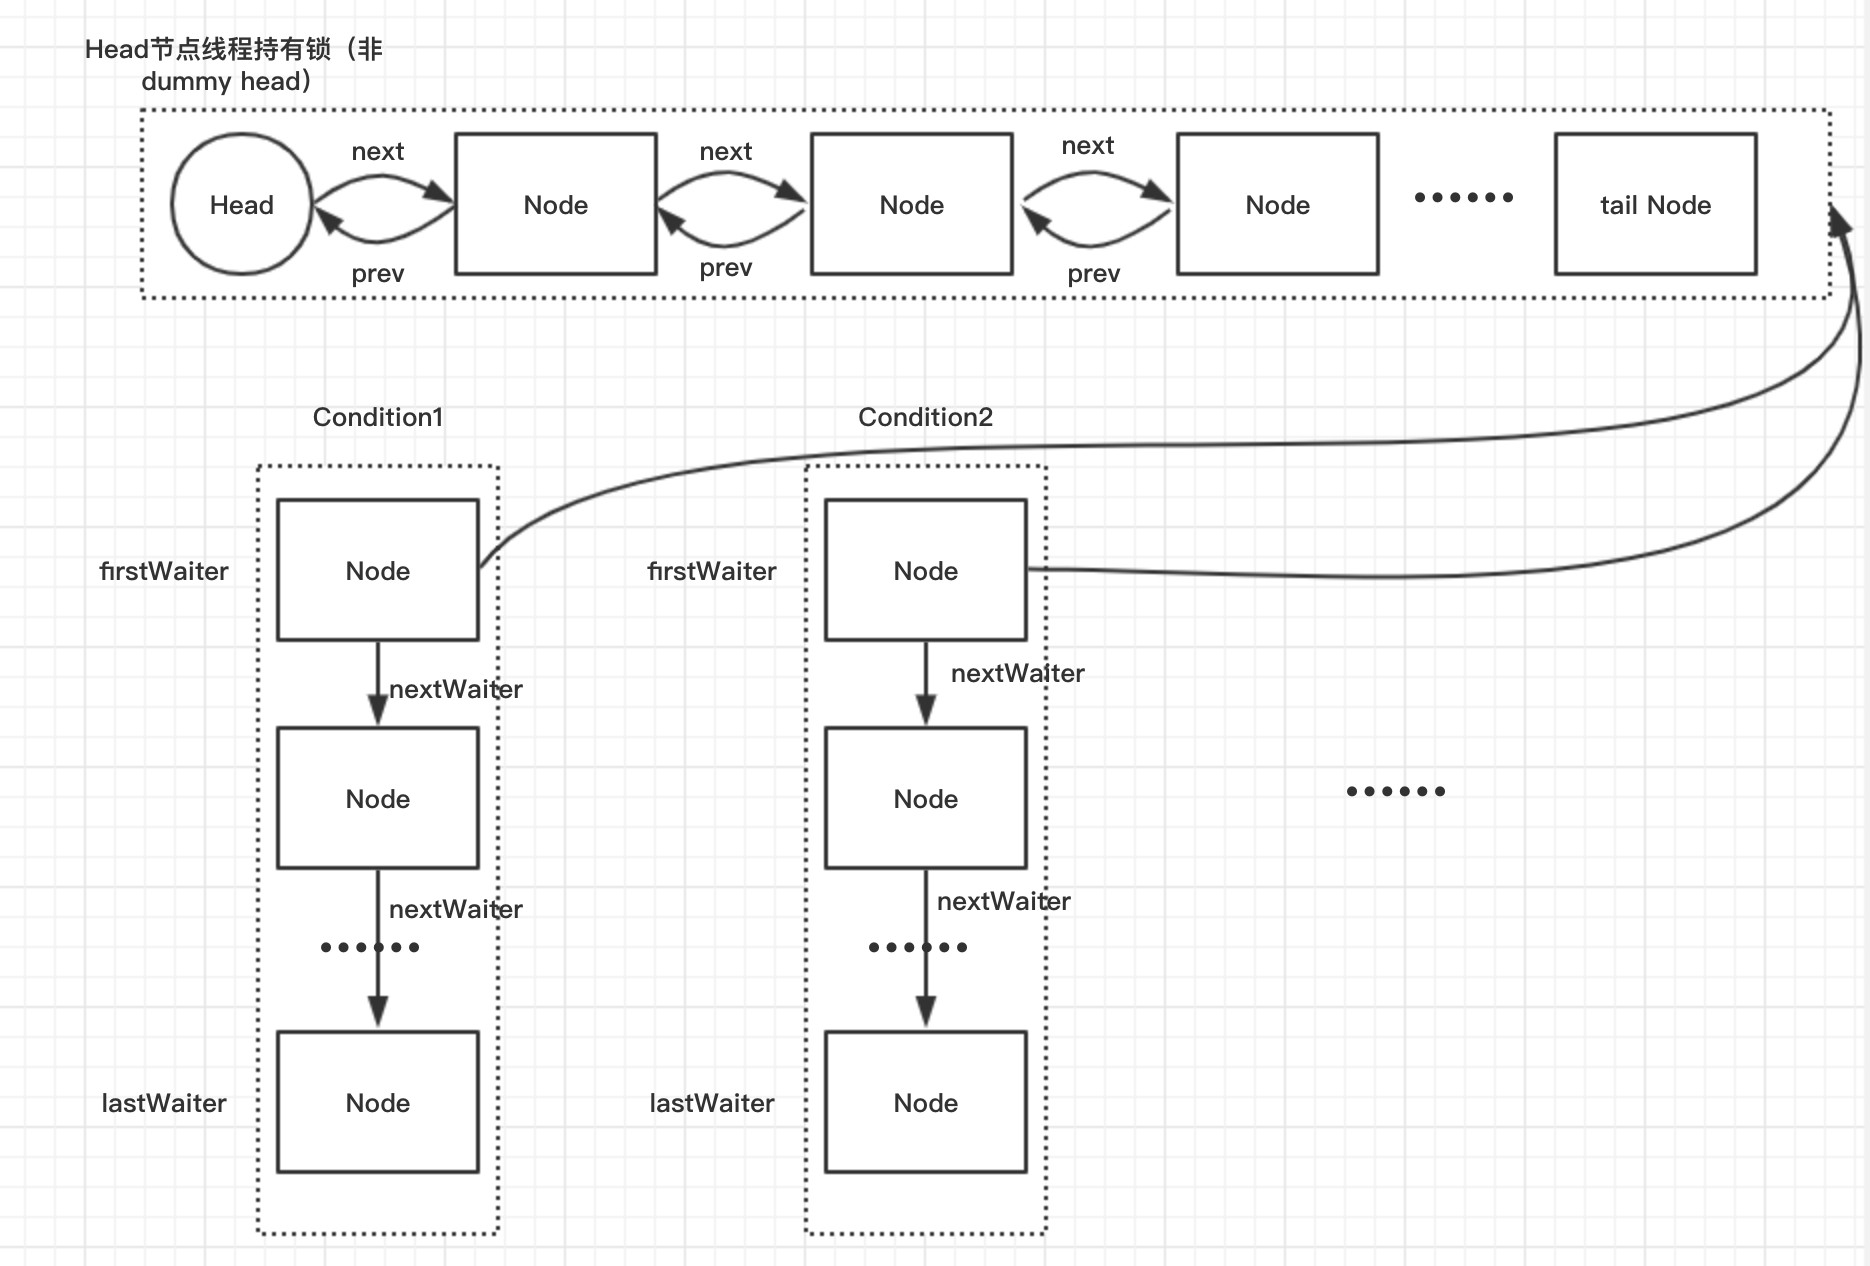 Head节点线程持有锁（非
dummy head）
next
next
next
Head
Node
Node
Node
tail Node
prev
prev
prev
Condition1
Condition2
firstWaiter
Node
firstWaiter
Node
nextWaiter
nextWaiter
Node
Node
nextWaiter
nextWaiter
lastWaiter
Node
lastWaiter
Node